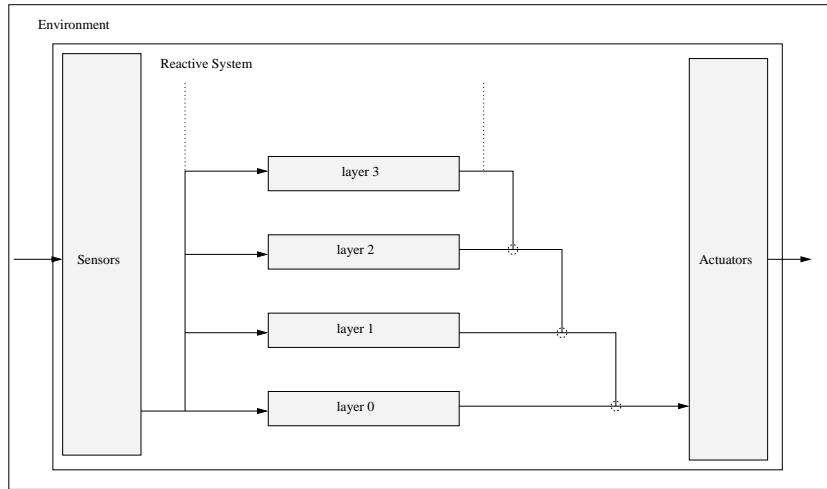 Environment
Reactive System
layer 3
layer 2
Sensors
Actuators
layer 1
layer 0